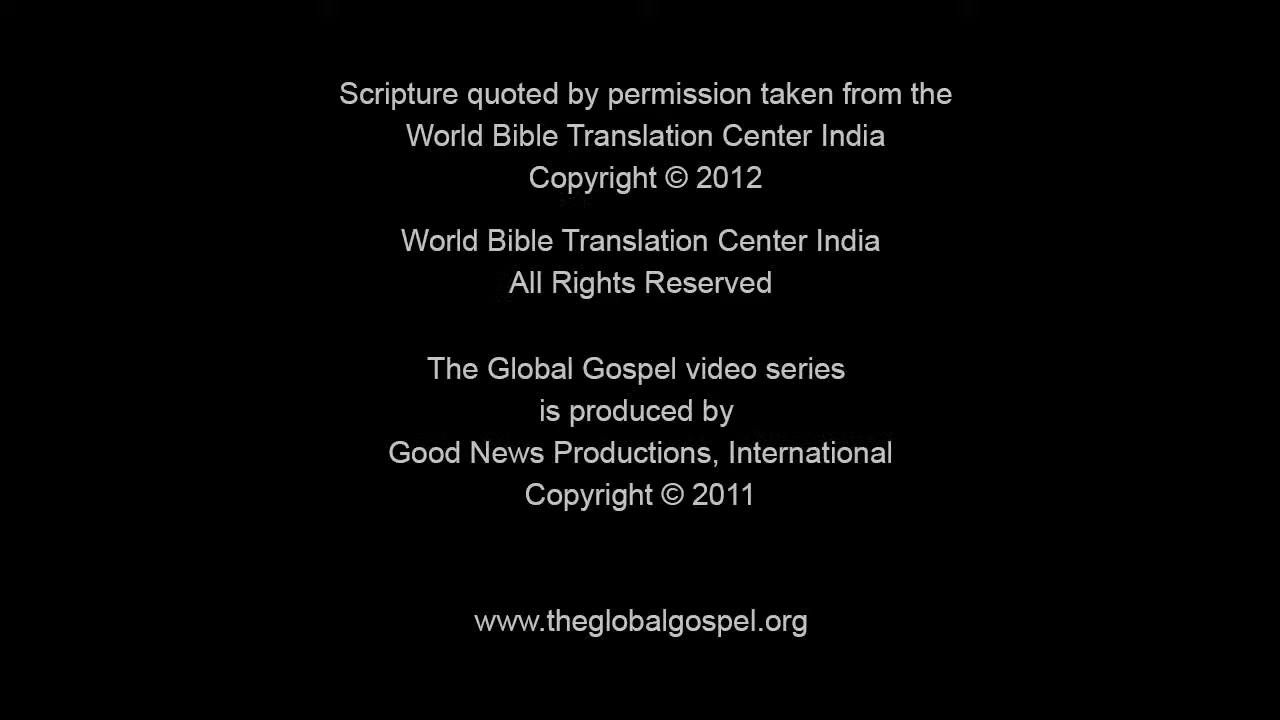 Scripture quoted by permission taken from the
World Bible Translation Center India
Copyright © 2012
World Bible Translation Center India
All Rights Reserved
The Global Gospel video series
is produced by
Good News Productions, International
Copyright © 2011
www.theglobalgospel.org